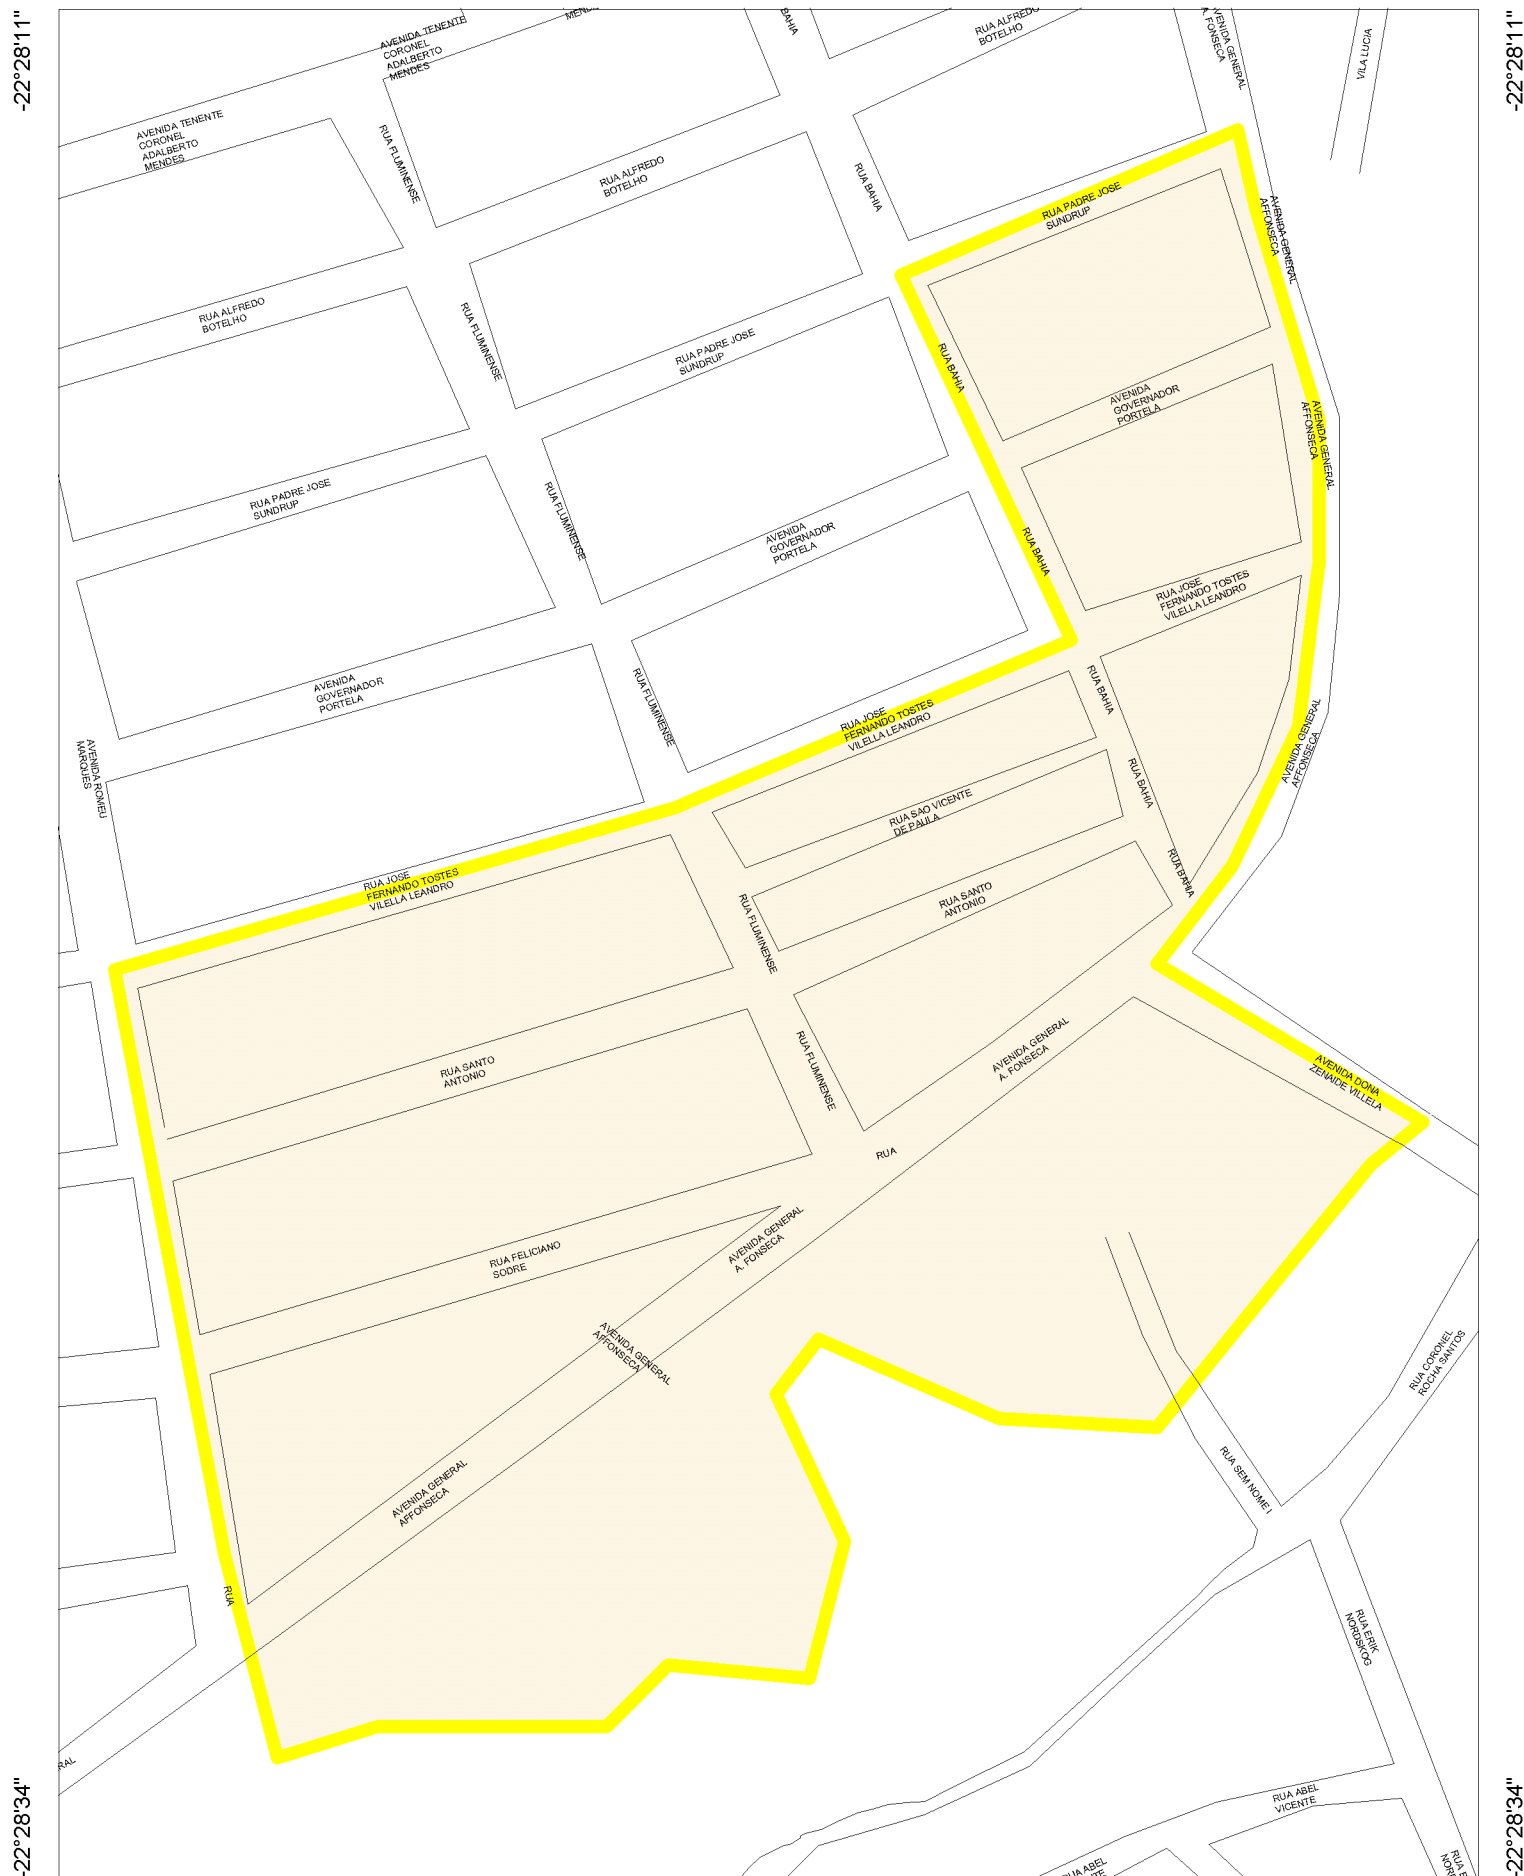 -22°28'11"
-22°28'11"
AVENIDA TENENTE
CORONEL
ADALBERTO
MENDES
BAHIA
RUA ALFREDO
BOTELHO
AVENIDA GENERAL
A. FONSECA
VILA LUCIA
AVENIDA TENENTE
CORONEL
ADALBERTO
MENDES
RUA FLUMINENSE
RUA ALFREDO
BOTELHO
RUA BAHIA
RUA PADRE JOSE
SUNDRUP
AVENIDA GENERAL
AFFONSECA
RUA ALFREDO
BOTELHO
RUA FLUMINENSE
RUA PADRE JOSE
SUNDRUP
RUA BAHIA
AVENIDA
GOVERNADOR
PORTELA
AVENIDA GENERAL
AFFONSECA
RUA PADRE JOSE
SUNDRUP
RUA FLUMINENSE
AVENIDA
GOVERNADOR
PORTELA
RUA BAHIA
RUA JOSE
FERNANDO TOSTES
VILELLA LEANDRO
AVENIDA
GOVERNADOR
PORTELA
RUA FLUMINENSE
RUA JOSE
FERNANDO TOSTES
VILELLA LEANDRO
RUA BAHIA
AVENIDA GENERAL
AFFONSECA
AVENIDA ROMEU
MARQUES
RUA SAO VICENTE
DE PAULA
RUA BAHIA
RUA JOSE
FERNANDO TOSTES
VILELLA LEANDRO
RUA FLUMINENSE
RUA SANTO
ANTONIO
RUA BAHIA
RUA SANTO
ANTONIO
RUA FLUMINENSE
AVENIDA GENERAL
A. FONSECA
AVENIDA DONA
ZENAIDE VILLELA
RUA
RUA FELICIANO
SODRE
AVENIDA GENERAL
A. FONSECA
AVENIDA GENERAL
AFFONSECA
RUA CORONEL
ROCHA SANTOS
AVENIDA GENERAL
AFFONSECA
RUA SEM NOME I
RUA
RUA ERIK
NORDSKOG
RAL
RUA ABEL
VICENTE
RUA ABEL
-22°28'34"
-22°28'34"